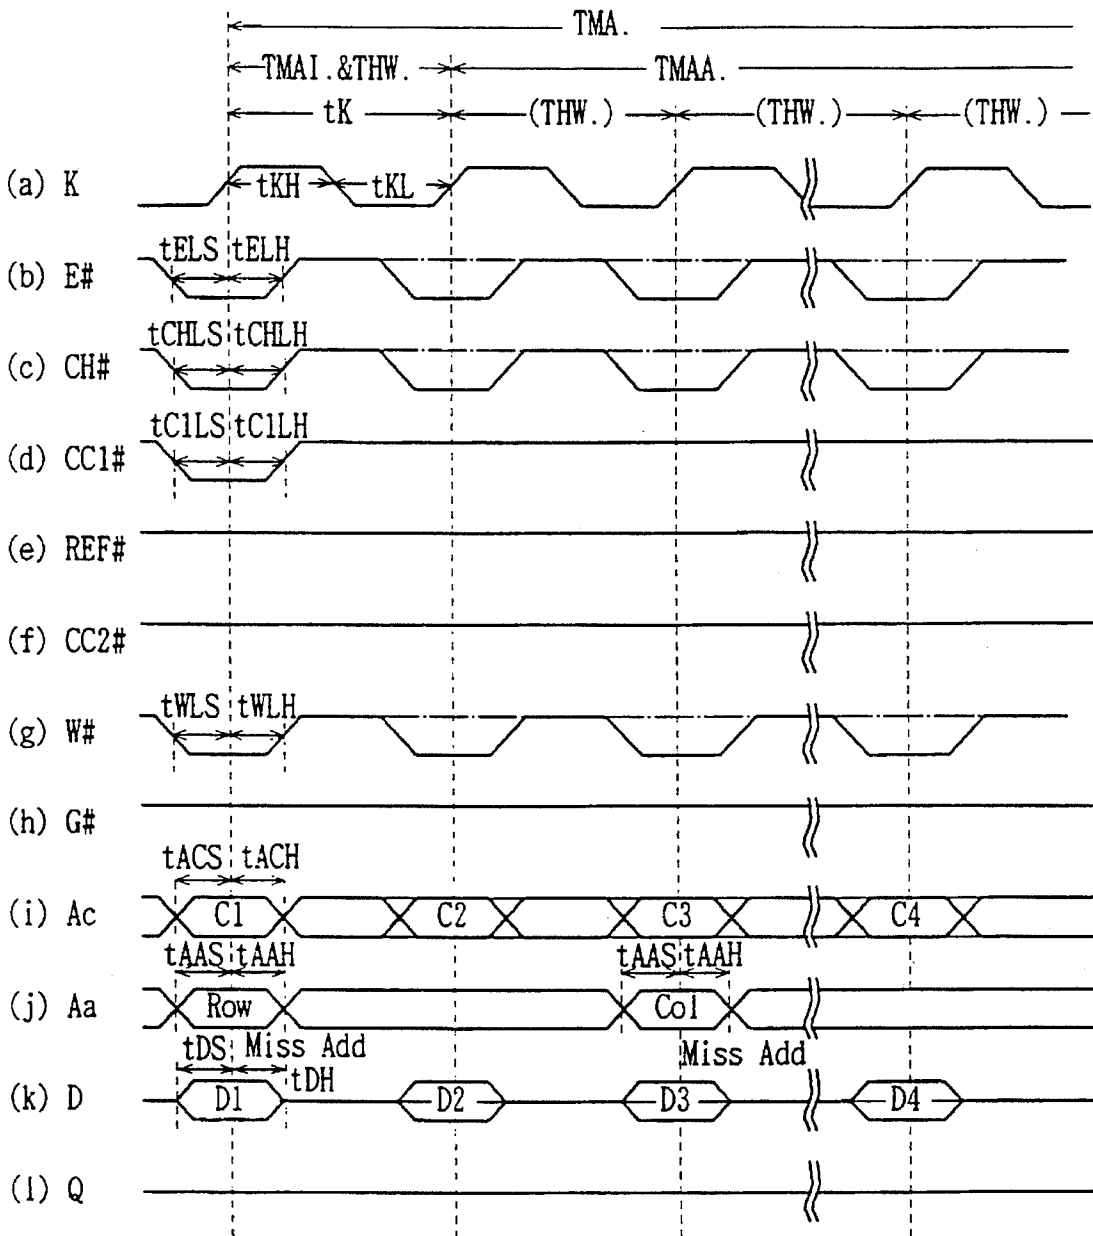 TMA.
TMAI.&THW. TMAA.
tK (THW.) (THW.) (THW.)
(a) K tKH tKL
tELS tELH
(b) E#
tCHLS tCHLH
(c) CH#
tC1LS tC1LH
(d) CC1#
(e) REF#
(f) CC2#
tWLS tWLH
(g) W#
(h) G#
tACS tACH
(i) Ac C1 C2 C3 C4
tAAS tAAH tAAS tAAH
(j) Aa Row Col
tDS Miss Add Miss Add
tDH
(k) D D1 D2 D3 D4
(l) Q